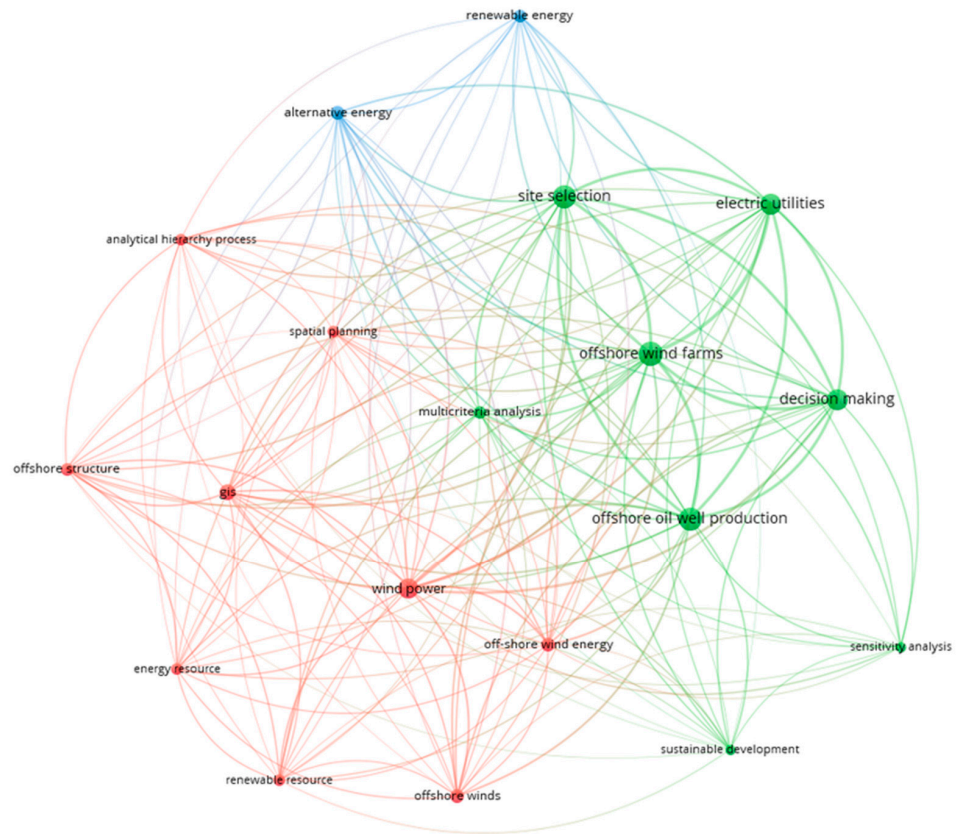 renewable energy
alternative energy
site selection
electric utilities
analytical hierarchy process
spatial planning
offshore wind farms
decision making
multicriteria analysis
offshore structure
gis
offshore oil well production
wind power
off-shore wind energy
sensitivity analysis
energy resource
sustainable development
renewable resource
offshore winds